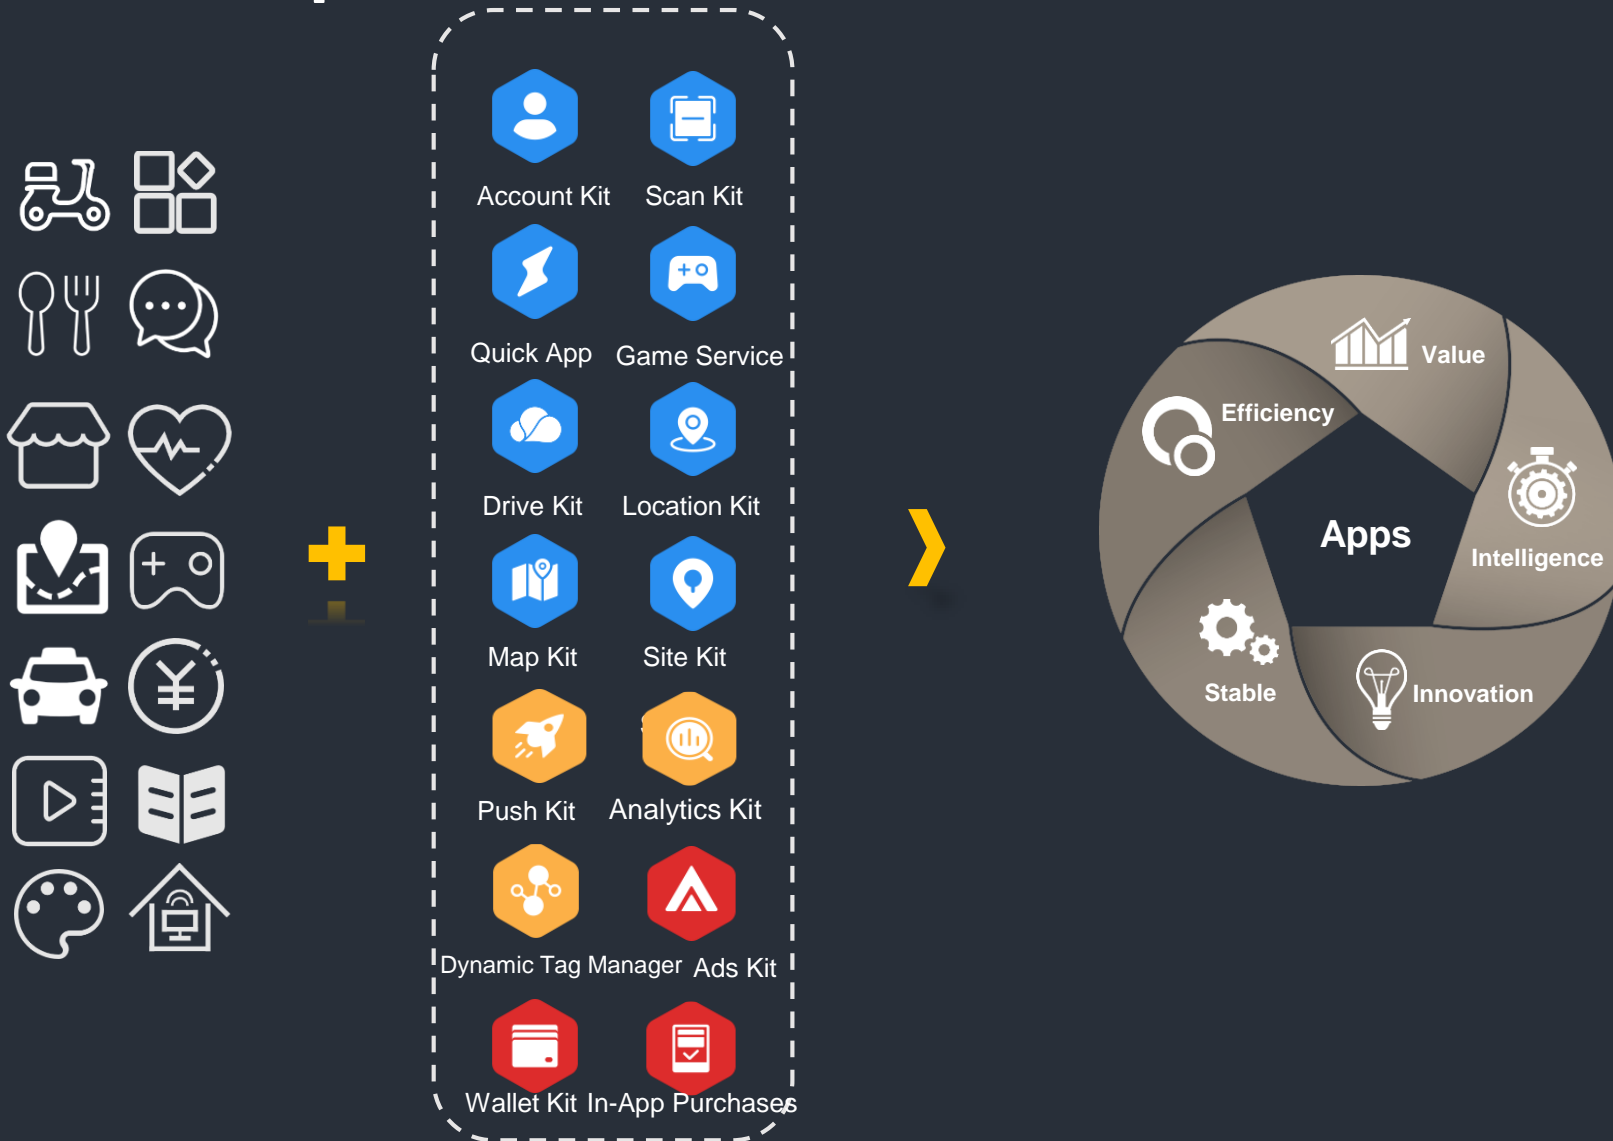 Account Kit
Scan Kit
Quick App
Game Service
Drive Kit
Location Kit
Map Kit
Site Kit
Push Kit
Analytics Kit
Dynamic Tag Manager
Ads Kit
Wallet Kit
In-App Purchases
Value
Efficiency
Apps
Intelligence
Stable
Innovation